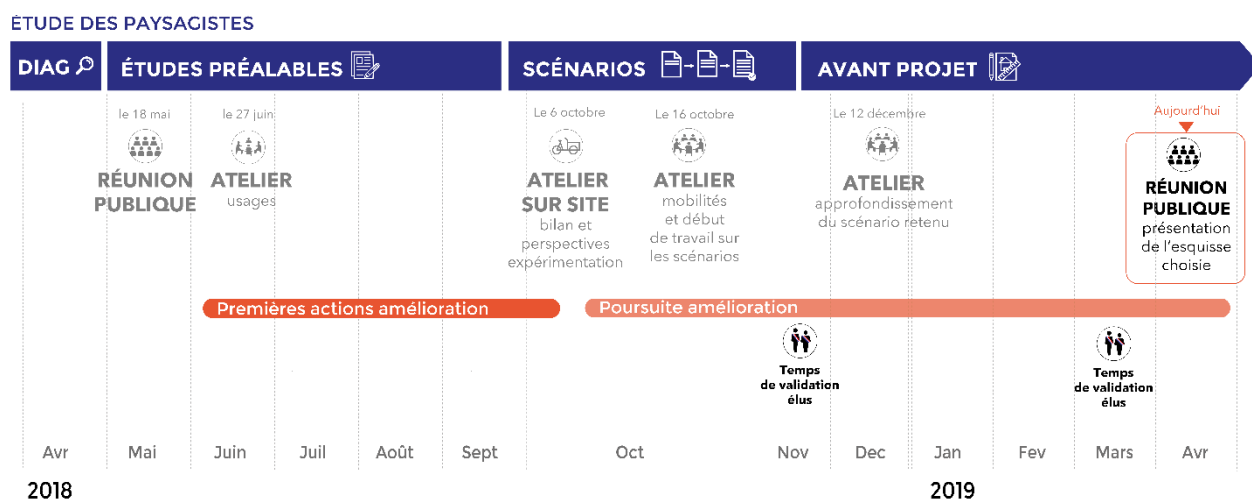 ÉTUDE DES PAYSAGISTES
DIAG
ÉTUDES PRÉALABLES
SCÉNARIOS
AVANT PROJET
le 18 mai
RÉUNION
PUBLIQUE
le 27 juin
ATELIER
usages
Le 6 octobre
ATELIER
SUR SITE
bilan et
perspectives
expérimentation
Le 16 octobre
ATELIER
mobilités
et début
de travail sur
les scénarios
Le 12 décembre
ATELIER
approfondissement
du scénario retenu
Aujourd'hui
RÉUNION
PUBLIQUE
présentation
de l'esquisse
choisie
Premières actions amélioration
Poursuite amélioration
Temps
de validation
élus
Temps
de validation
élus
Avr
Mai
Juin
Juil
Août
Sept
Oct
Nov
Dec
Jan
Fev
Mars
Avr
2018
2019